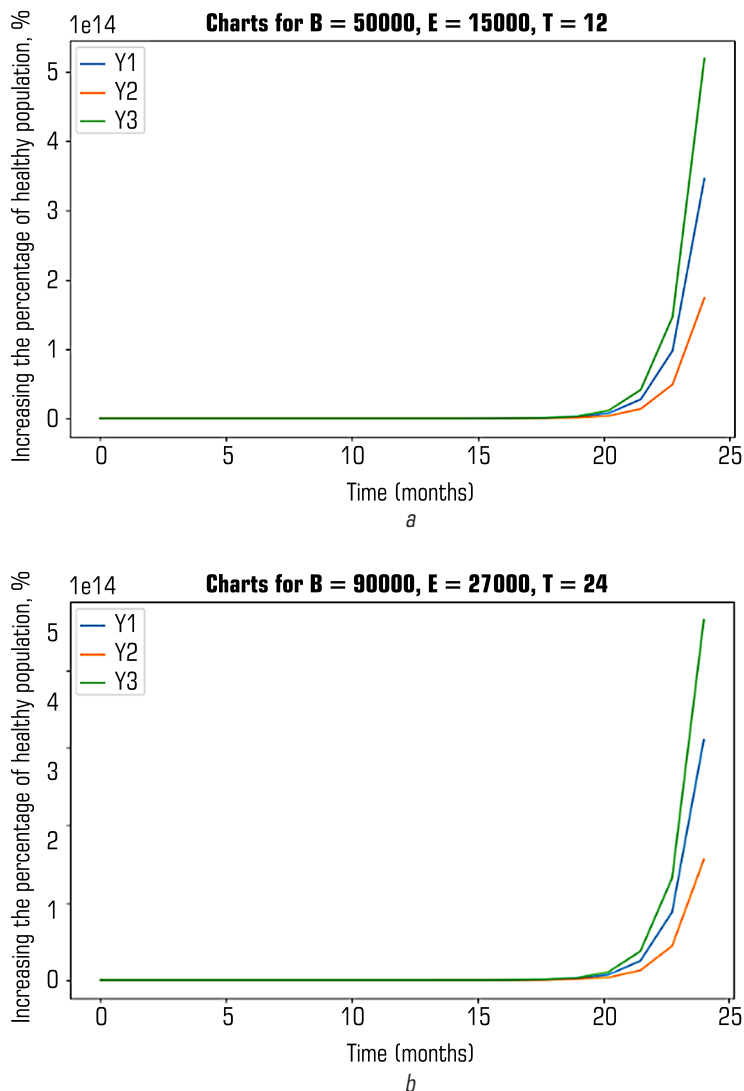 1e14
Charts for B = 50000, E = 15000, T = 12
Increasing the percentage of healthy population, %
Y1
Y2
Y3
5
4
3
2
1
0
0 5 10 15 20 25
Time (months)
a
1e14
Charts for B = 90000, E = 27000, T = 24
Increasing the percentage of healthy population, %
Y1
Y2
Y3
5
4
3
2
1
0
0 5 10 15 20 25
Time (months)
b